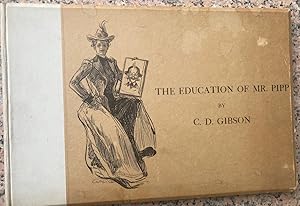 THE EDUCATION OF MR. PIPP
BY
C. D. GIBSON